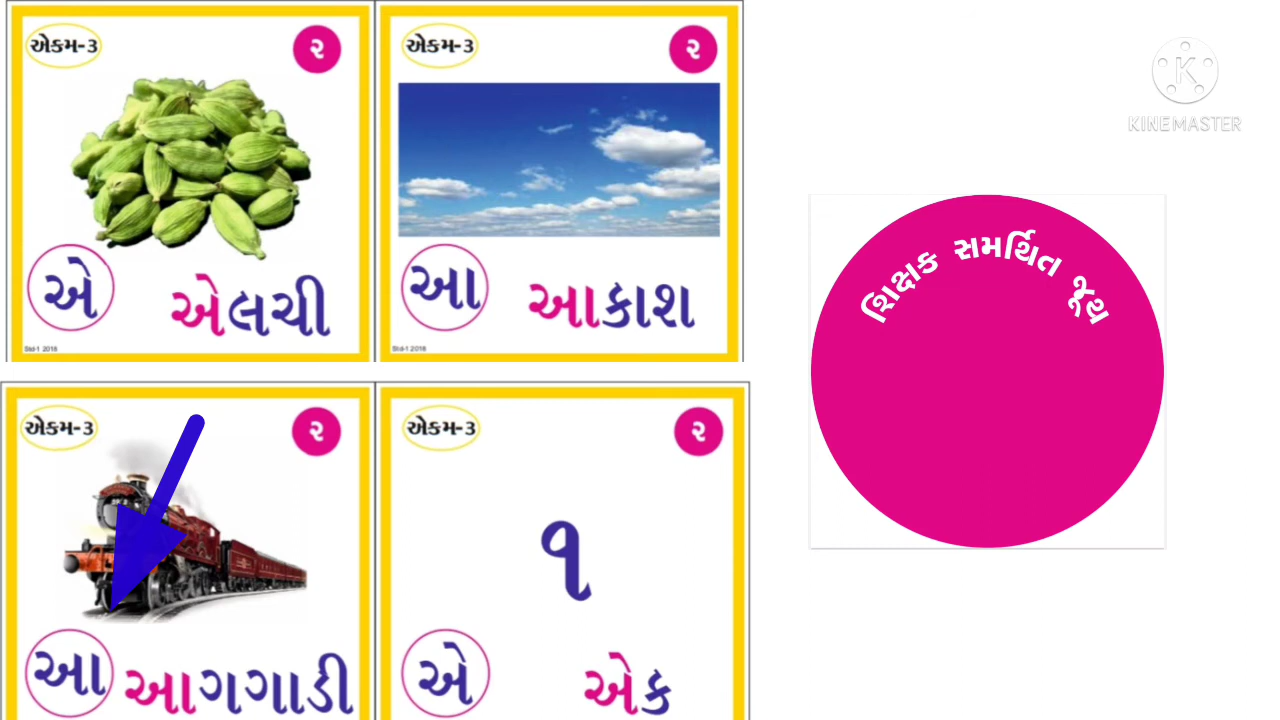 એકમ-3
૨
એ
એલચી
Std-1 2018
એકમ-3
૨
આ
આકાશ
Std-1 2018
એકમ-3
૨
આ
આગગાડી
એકમ-3
૨
૧
એ
એક
KINEMASTER
શિક્ષક સમર્થિત જૂથ